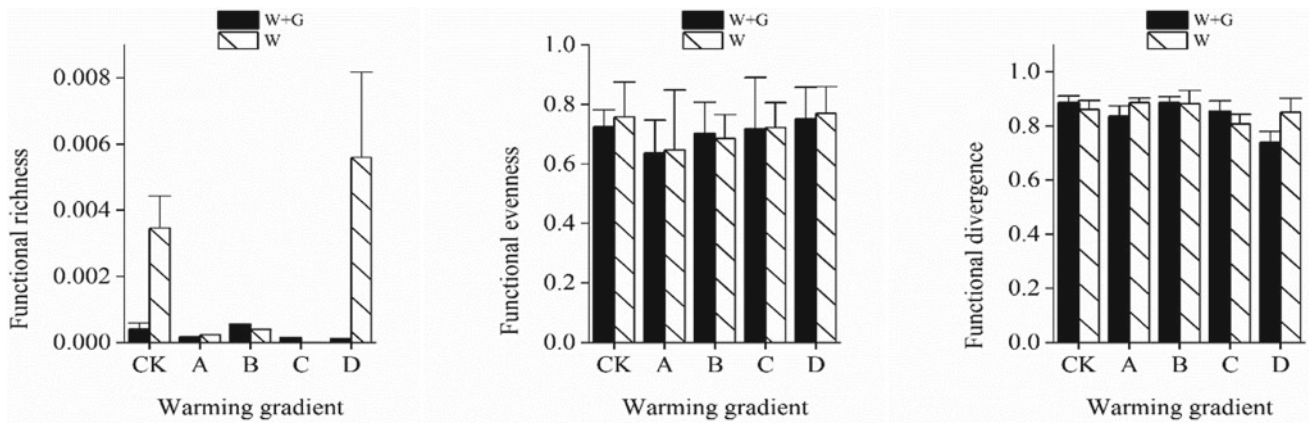 W+G
W
0.008
0.006
0.004
0.002
0.000
Functional richness
CK A B C D
Warming gradient
W+G
W
1.0
0.8
0.6
0.4
0.2
0.0
Functional evenness
CK A B C D
Warming gradient
W+G
W
1.0
0.8
0.6
0.4
0.2
0.0
Functional divergence
CK A B C D
Warming gradient